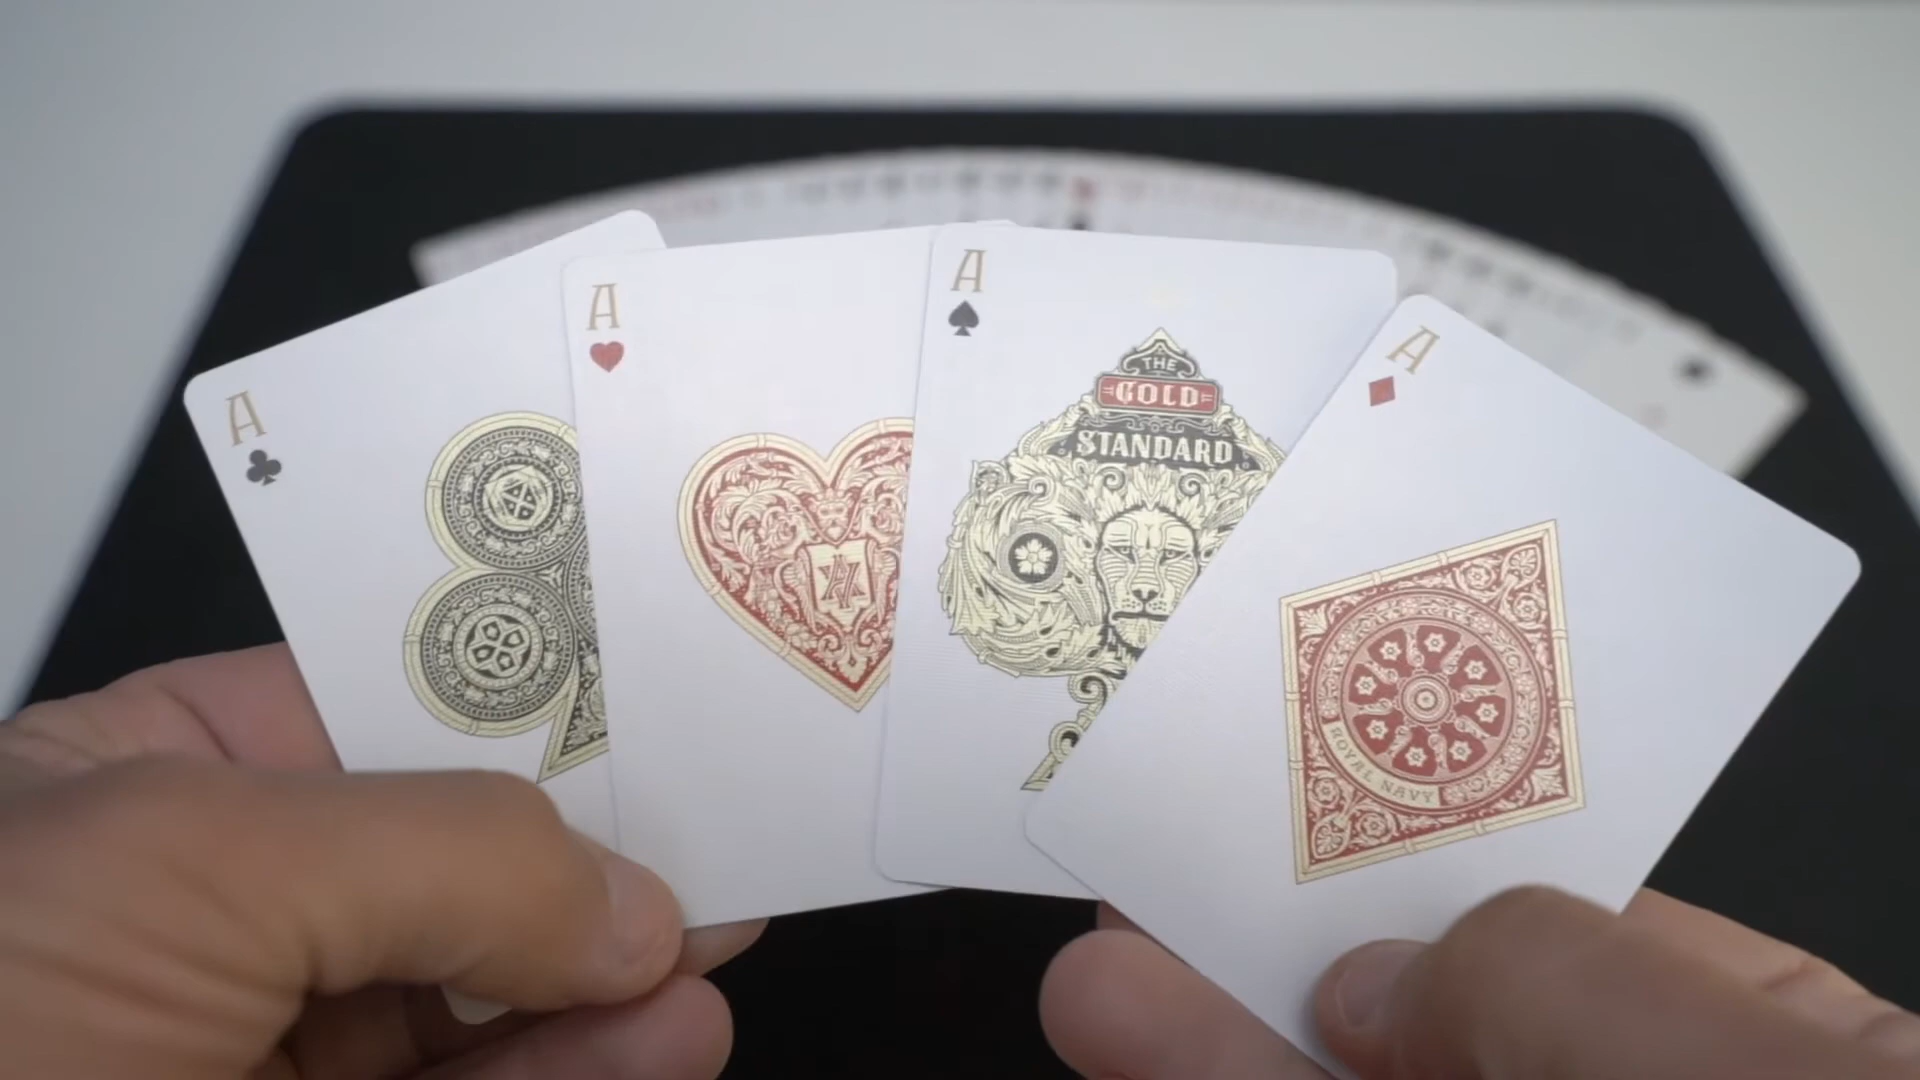 A
A
A
A
THE
GOLD
STANDARD
ROYAL NAVY